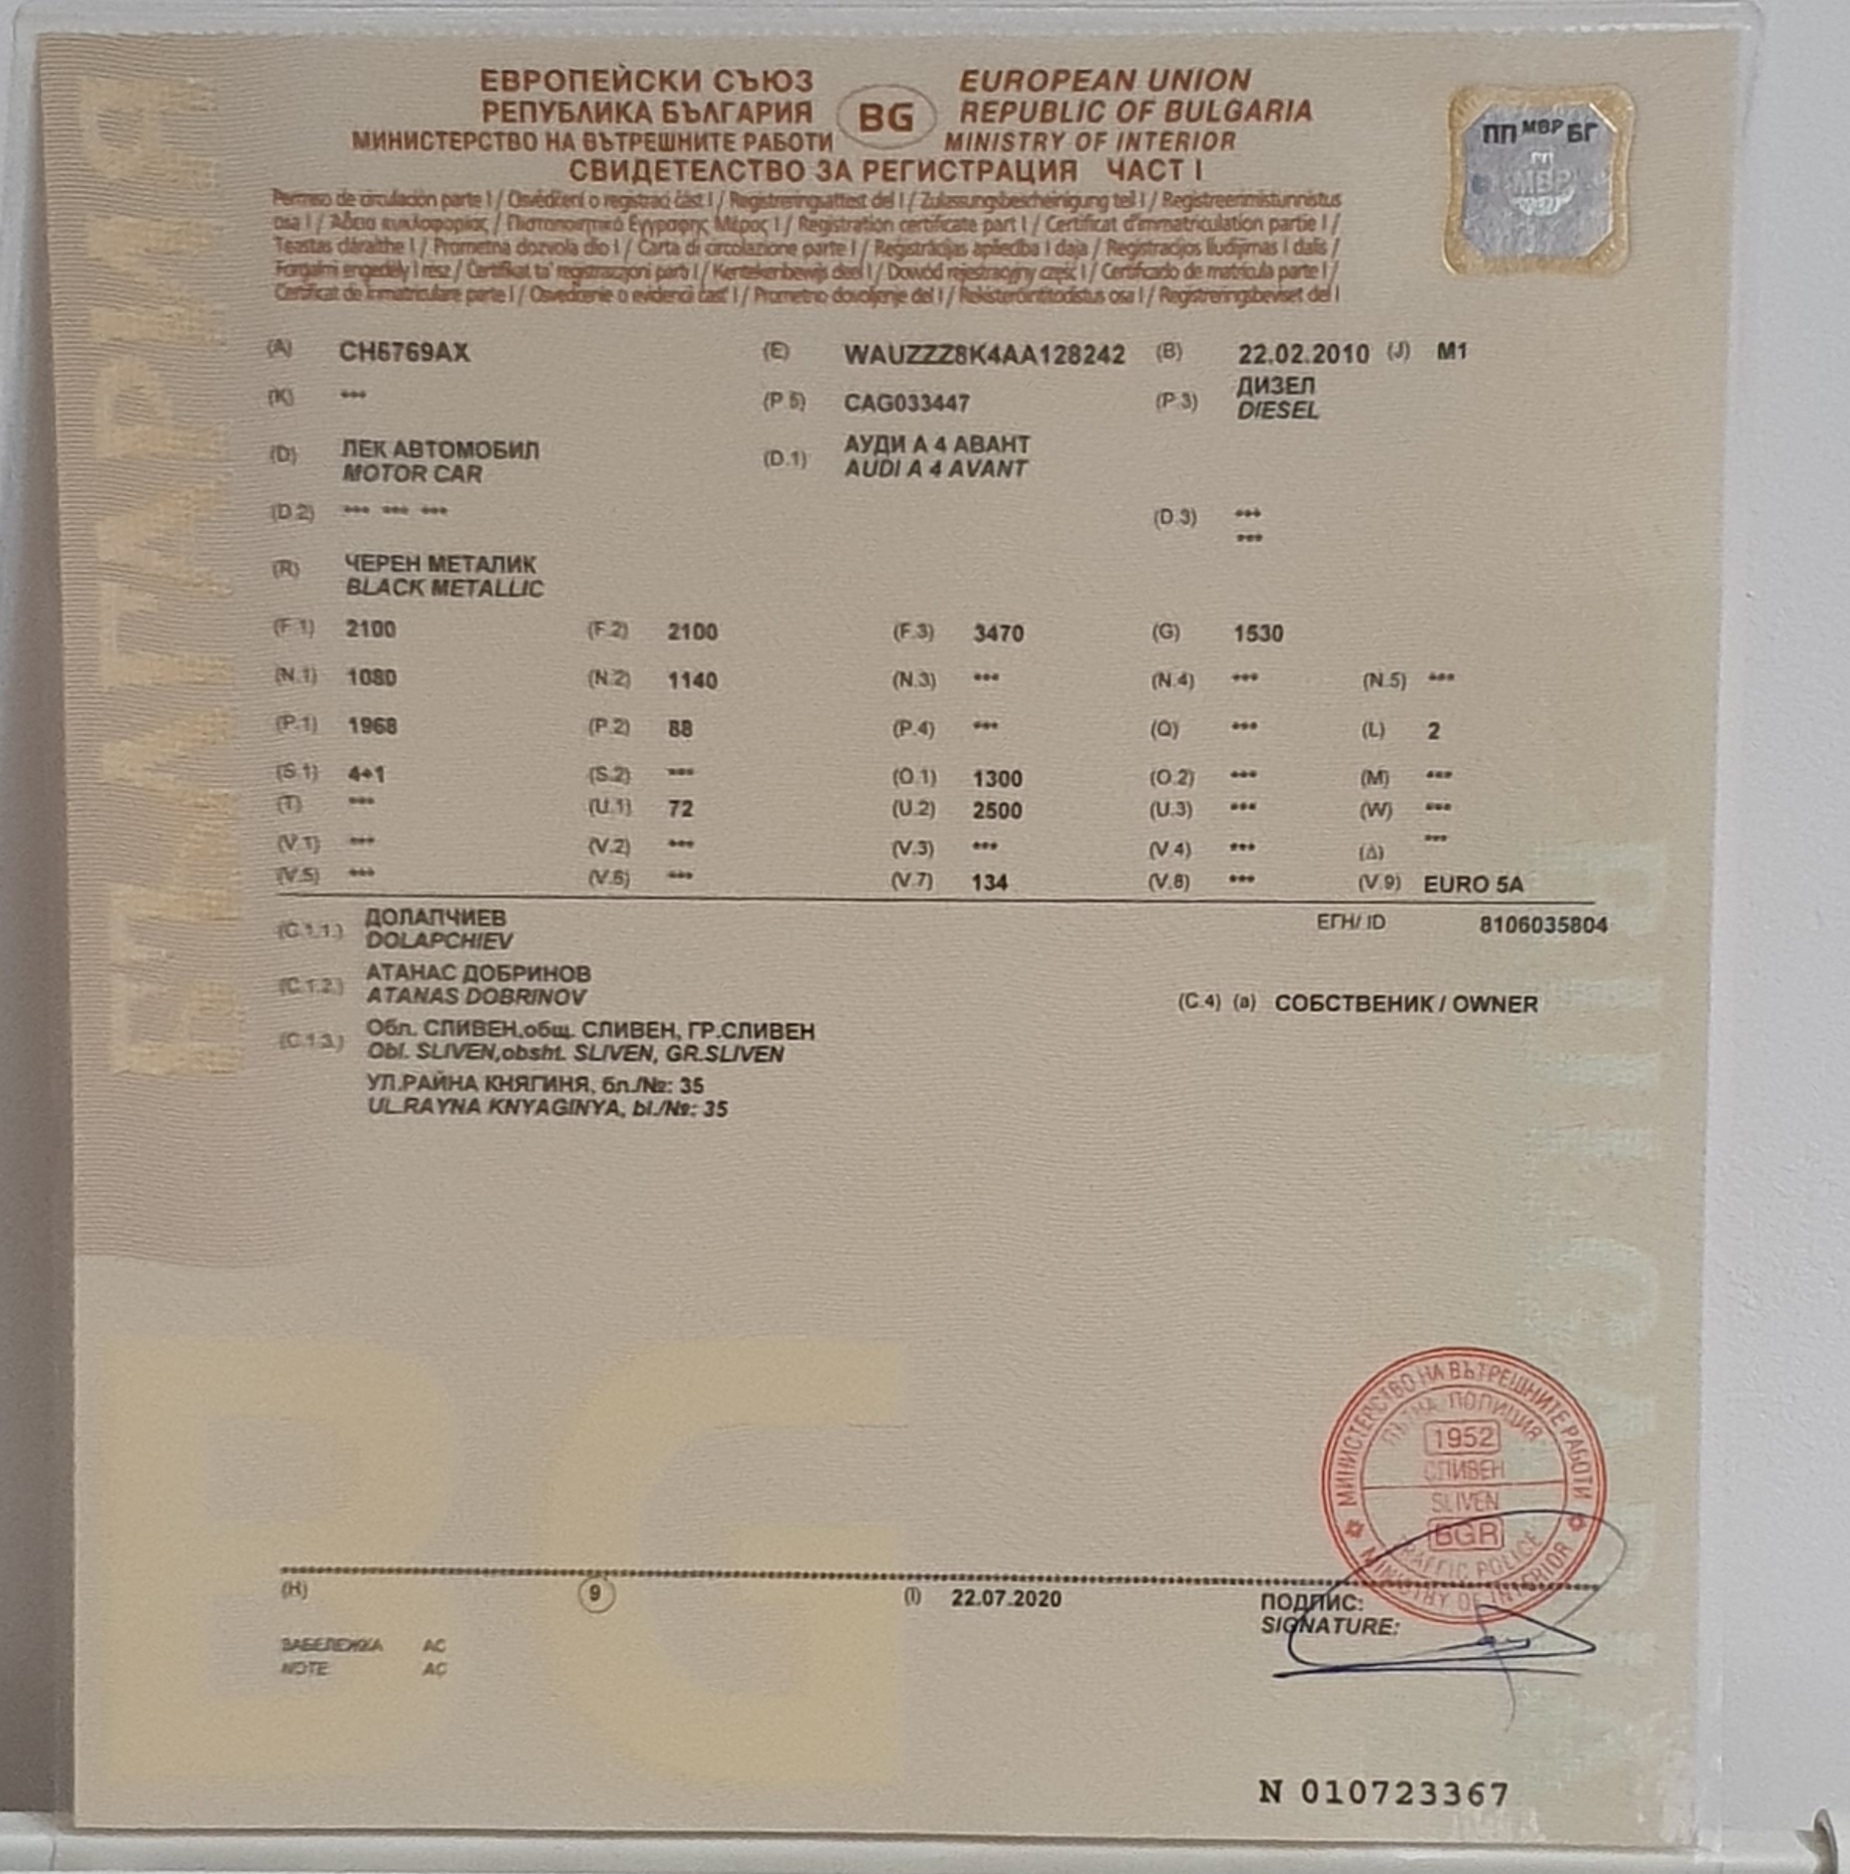 ЕВРОПЕЙСКИ СЪЮЗ EUROPEAN UNION
РЕПУБЛИКА БЪЛГАРИЯ BG REPUBLIC OF BULGARIA
МИНИСТЕРСТВО НА ВЪТРЕШНИТЕ РАБОТИ MINISTRY OF INTERIOR
СВИДЕТЕЛСТВО ЗА РЕГИСТРАЦИЯ ЧАСТ I
ПП МВР БГ
МВР
Permiso de circulación parte I / Osvědčení o registraci část I / Registreringsattest del I / Zulassungsbescheinigung teil I / Registreerimistunnistus
osa I / Άδεια κυκλοφορίας / Πιστοποιητικό Εγγραφής Μέρος I / Registration certificate part I / Certificat d'immatriculation partie I /
Teastas cláraithe I / Prometna dozvola dio I / Carta di circolazione parte I / Reģistrācijas apliecība I daļa / Registracijos liudijimas I dalis /
Forgalmi engedély I rész / Ċertifikat ta' reġistrazzjoni parti I / Kentekenbewijs deel I / Dowód rejestracyjny część I / Certificado de matrícula parte I /
Certificat de înmatriculare parte I / Osvedčenie o evidencii časť I / Prometno dovoljenje del I / Rekisteröintitodistus osa I / Registreringsbeviset del I
(A) CH6769AX (E) WAUZZZ8K4AA128242 (B) 22.02.2010 (J) M1
(K) *** (P 5) CAG033447 (P 3) ДИЗЕЛ
DIESEL
(D) ЛЕК АВТОМОБИЛ (D.1) АУДИ А 4 АВАНТ
MOTOR CAR AUDI A 4 AVANT
(D.2) *** *** *** (D.3) ***
***
(R) ЧЕРЕН МЕТАЛИК
BLACK METALLIC
(F.1) 2100 (F.2) 2100 (F.3) 3470 (G) 1530
(N.1) 1080 (N.2) 1140 (N.3) *** (N.4) *** (N.5) ***
(P.1) 1968 (P.2) 88 (P.4) *** (Q) *** (L) 2
(S.1) 4+1 (S.2) *** (O.1) 1300 (O.2) *** (M) ***
(T) *** (U.1) 72 (U.2) 2500 (U.3) *** (W) ***
(V.1) *** (V.2) *** (V.3) *** (V.4) *** (Δ) ***
(V.5) *** (V.6) *** (V.7) 134 (V.8) *** (V.9) EURO 5A
(C.1.1.) ДОЛАПЧИЕВ ЕГН/ ID 8106035804
DOLAPCHIEV
(C.1.2.) АТАНАС ДОБРИНОВ
ATANAS DOBRINOV (C.4) (a) СОБСТВЕНИК / OWNER
(C.1.3.) Обл. СЛИВЕН,общ. СЛИВЕН, ГР.СЛИВЕН
Obl. SLIVEN,obsht. SLIVEN, GR.SLIVEN
УЛ.РАЙНА КНЯГИНЯ, бл./№: 35
UL.RAYNA KNYAGINYA, bl./№: 35
МИНИСТЕРСТВО НА ВЪТРЕШНИТЕ РАБОТИ
ПЪТНА ПОЛИЦИЯ
1952
СЛИВЕН
SLIVEN
BGR
TRAFFIC POLICE
MINISTRY OF INTERIOR
(H) 9 (I) 22.07.2020 ПОДПИС:
SIGNATURE:
ЗАБЕЛЕЖКА АС
NOTE AC
N 010723367
БЪЛГАРИЯ
BULGARIA
BG